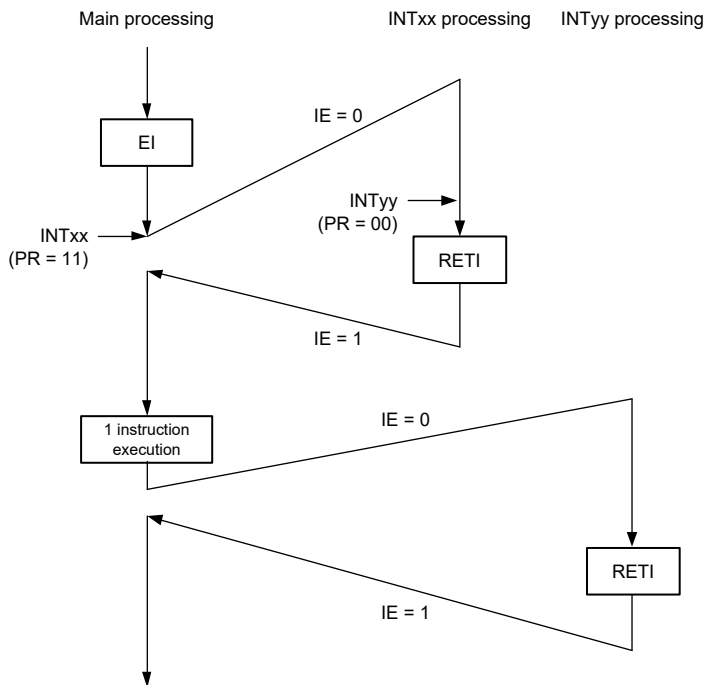 Main processing
INTxx processing
INTyy processing
IE = 0
EI
INTyy
(PR = 00)
INTxx
(PR = 11)
RETI
IE = 1
IE = 0
1 instruction
execution
RETI
IE = 1